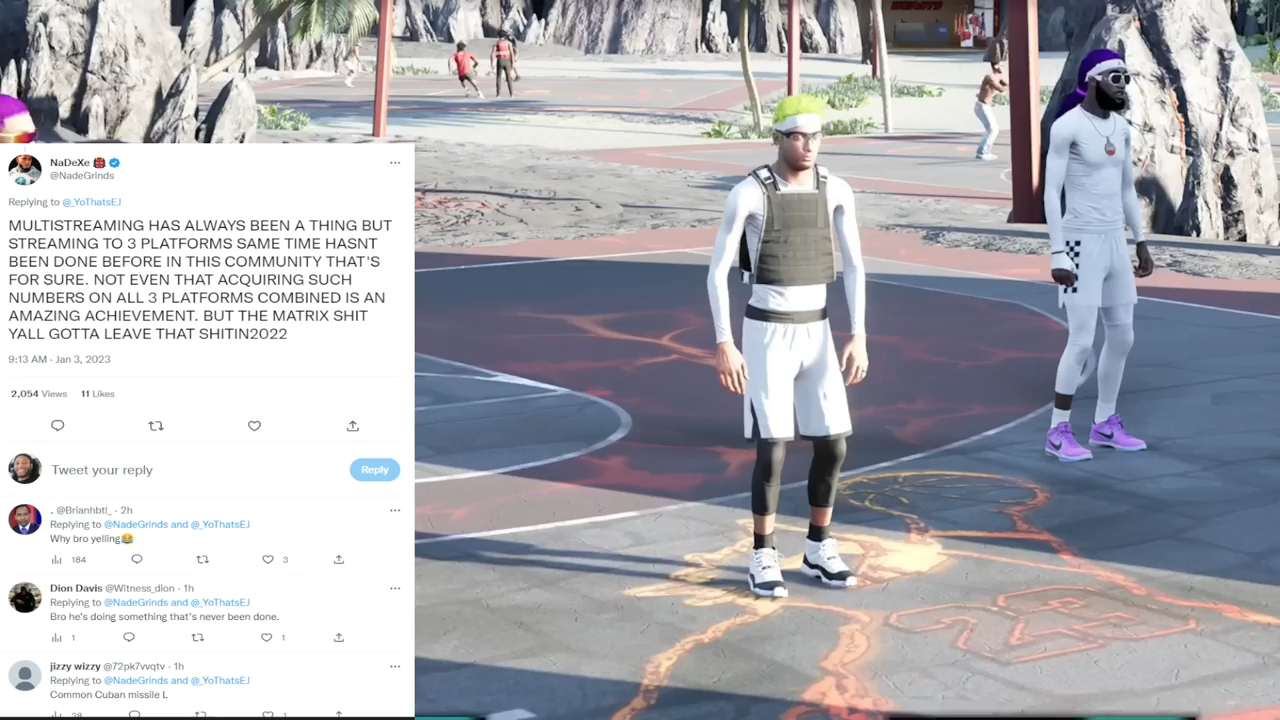 NaDeXe
@NadeGrinds
Replying to @_YoThatsEJ
MULTISTREAMING HAS ALWAYS BEEN A THING BUT
STREAMING TO 3 PLATFORMS SAME TIME HASNT
BEEN DONE BEFORE IN THIS COMMUNITY THAT'S
FOR SURE. NOT EVEN THAT ACQUIRING SUCH
NUMBERS ON ALL 3 PLATFORMS COMBINED IS AN
AMAZING ACHIEVEMENT. BUT THE MATRIX SHIT
YALL GOTTA LEAVE THAT SHITIN2022
9:13 AM · Jan 3, 2023
2,054 Views 11 Likes
Tweet your reply
Reply
. @Brianhbtl_ · 2h
Replying to @NadeGrinds and @_YoThatsEJ
Why bro yelling😂
184 3
Dion Davis @Witness_dion · 1h
Replying to @NadeGrinds and @_YoThatsEJ
Bro he's doing something that's never been done.
1 1
jizzy wizzy @72pk7vvqtv · 1h
Replying to @NadeGrinds and @_YoThatsEJ
Common Cuban missile L
38 1
23